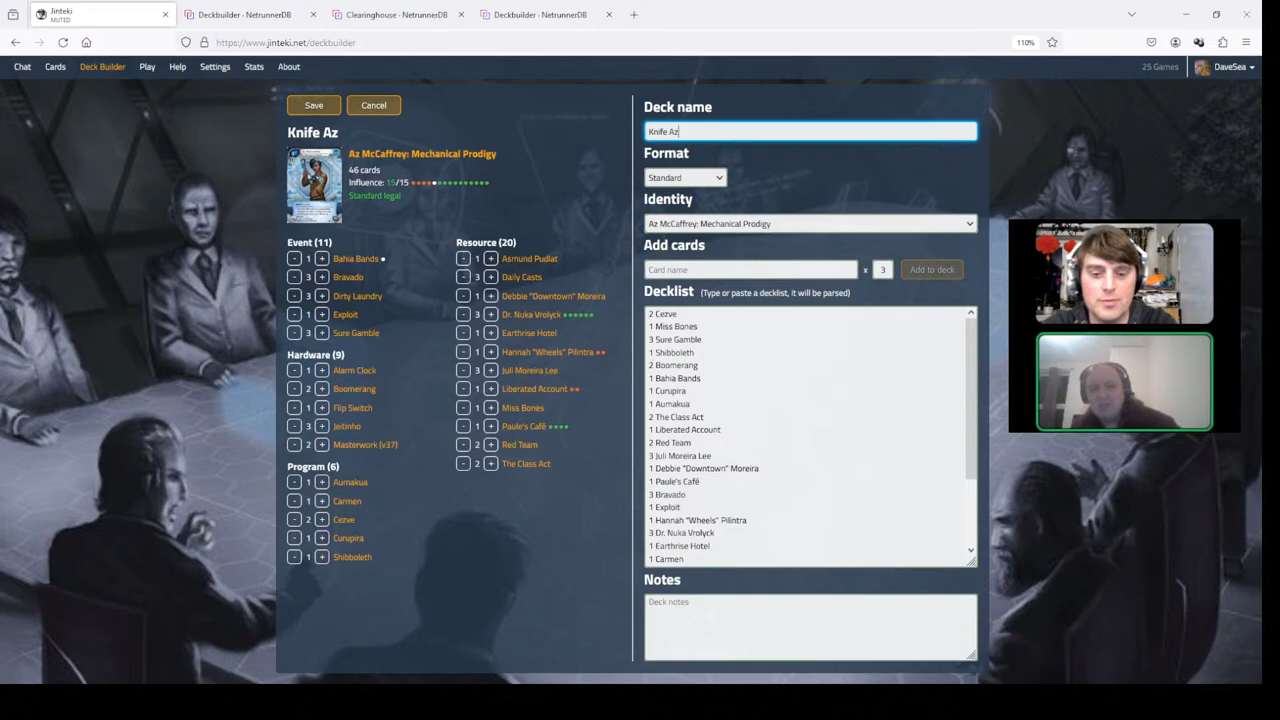 Jinteki
MUTED
Deckbuilder · NetrunnerDB
Clearinghouse · NetrunnerDB
Deckbuilder · NetrunnerDB
https://www.jinteki.net/deckbuilder
110%
Chat
Cards
Deck Builder
Play
Help
Settings
Stats
About
25 Games
DaveSea
Save
Cancel
Knife Az
Az McCaffrey: Mechanical Prodigy
46 cards
Influence: 15/15
Standard legal
Event (11)
- 1 + Bahia Bands
- 3 + Bravado
- 3 + Dirty Laundry
- 1 + Exploit
- 3 + Sure Gamble
Hardware (9)
- 1 + Alarm Clock
- 2 + Boomerang
- 1 + Flip Switch
- 3 + Jeitinho
- 2 + Masterwork (v37)
Program (6)
- 1 + Aumakua
- 1 + Carmen
- 2 + Cezve
- 1 + Curupira
- 1 + Shibboleth
Resource (20)
- 1 + Asmund Pudlat
- 3 + Daily Casts
- 1 + Debbie "Downtown" Moreira
- 3 + Dr. Nuka Vrolyck
- 1 + Earthrise Hotel
- 1 + Hannah "Wheels" Pilintra
- 3 + Juli Moreira Lee
- 1 + Liberated Account
- 1 + Miss Bones
- 1 + Paule's Café
- 2 + Red Team
- 2 + The Class Act
Deck name
Knife Az
Format
Standard
Identity
Az McCaffrey: Mechanical Prodigy
Add cards
Card name
x
3
Add to deck
Decklist (Type or paste a decklist, it will be parsed)
2 Cezve
1 Miss Bones
3 Sure Gamble
1 Shibboleth
2 Boomerang
1 Bahia Bands
1 Curupira
1 Aumakua
2 The Class Act
1 Liberated Account
2 Red Team
3 Juli Moreira Lee
1 Debbie "Downtown" Moreira
1 Paule's Café
3 Bravado
1 Exploit
1 Hannah "Wheels" Pilintra
3 Dr. Nuka Vrolyck
1 Earthrise Hotel
1 Carmen
Notes
Deck notes